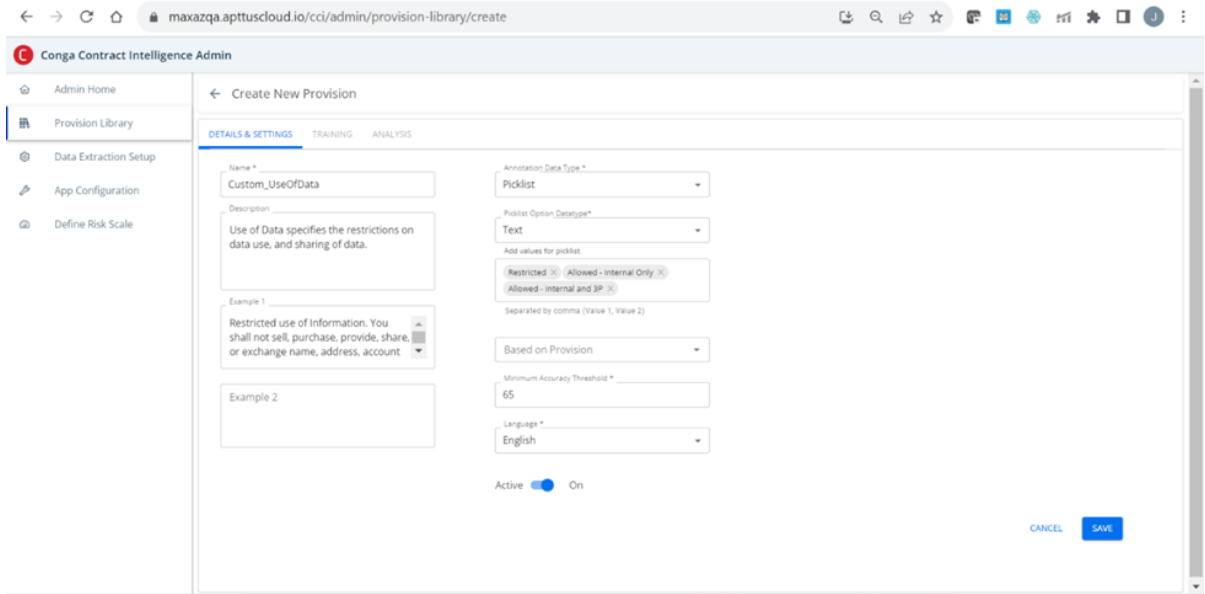 maxazqa.apttuscloud.io/cci/admin/provision-library/create
J
C
Conga Contract Intelligence Admin
Admin Home
Provision Library
Data Extraction Setup
App Configuration
Define Risk Scale
Create New Provision
DETAILS & SETTINGS TRAINING ANALYSIS
Name *
Custom_UseOfData
Description
Use of Data specifies the restrictions on
data use, and sharing of data.
Example 1
Restricted use of Information. You
shall not sell, purchase, provide, share,
or exchange name, address, account
Example 2
Annotation Data Type *
Picklist
Picklist Option Datatype*
Text
Add values for picklist
Restricted
Allowed - Internal Only
Allowed - Internal and 3P
Separated by comma (Value 1, Value 2)
Based on Provision
Minimum Accuracy Threshold *
65
Language *
English
Active On
CANCEL SAVE